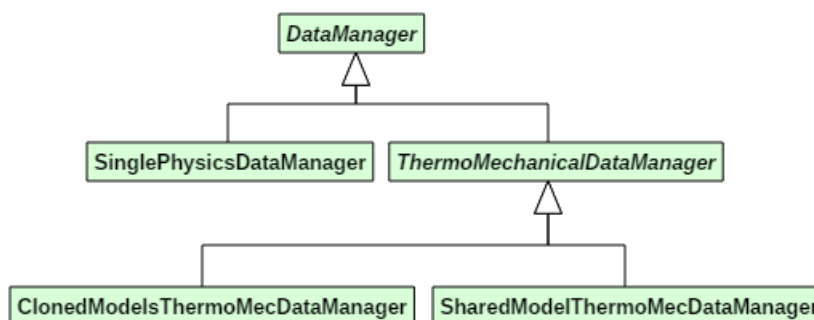 DataManager
SinglePhysicsDataManager
ThermoMechanicalDataManager
ClonedModelsThermoMecDataManager
SharedModelThermoMecDataManager